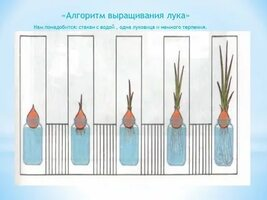 «Алгоритм выращивания лука»
Нам понадобится: стакан с водой , одна луковица и немного терпения.